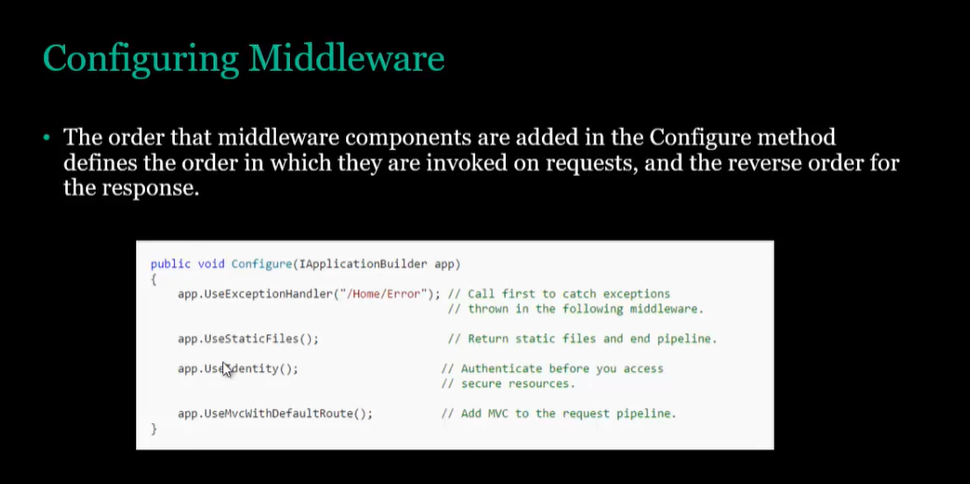 Configuring Middleware
• The order that middleware components are added in the Configure method
defines the order in which they are invoked on requests, and the reverse order for
the response.
public void Configure(IApplicationBuilder app)
{
app.UseExceptionHandler("/Home/Error"); // Call first to catch exceptions
// thrown in the following middleware.
app.UseStaticFiles(); // Return static files and end pipeline.
app.UseIdentity(); // Authenticate before you access
// secure resources.
app.UseMvcWithDefaultRoute(); // Add MVC to the request pipeline.
}